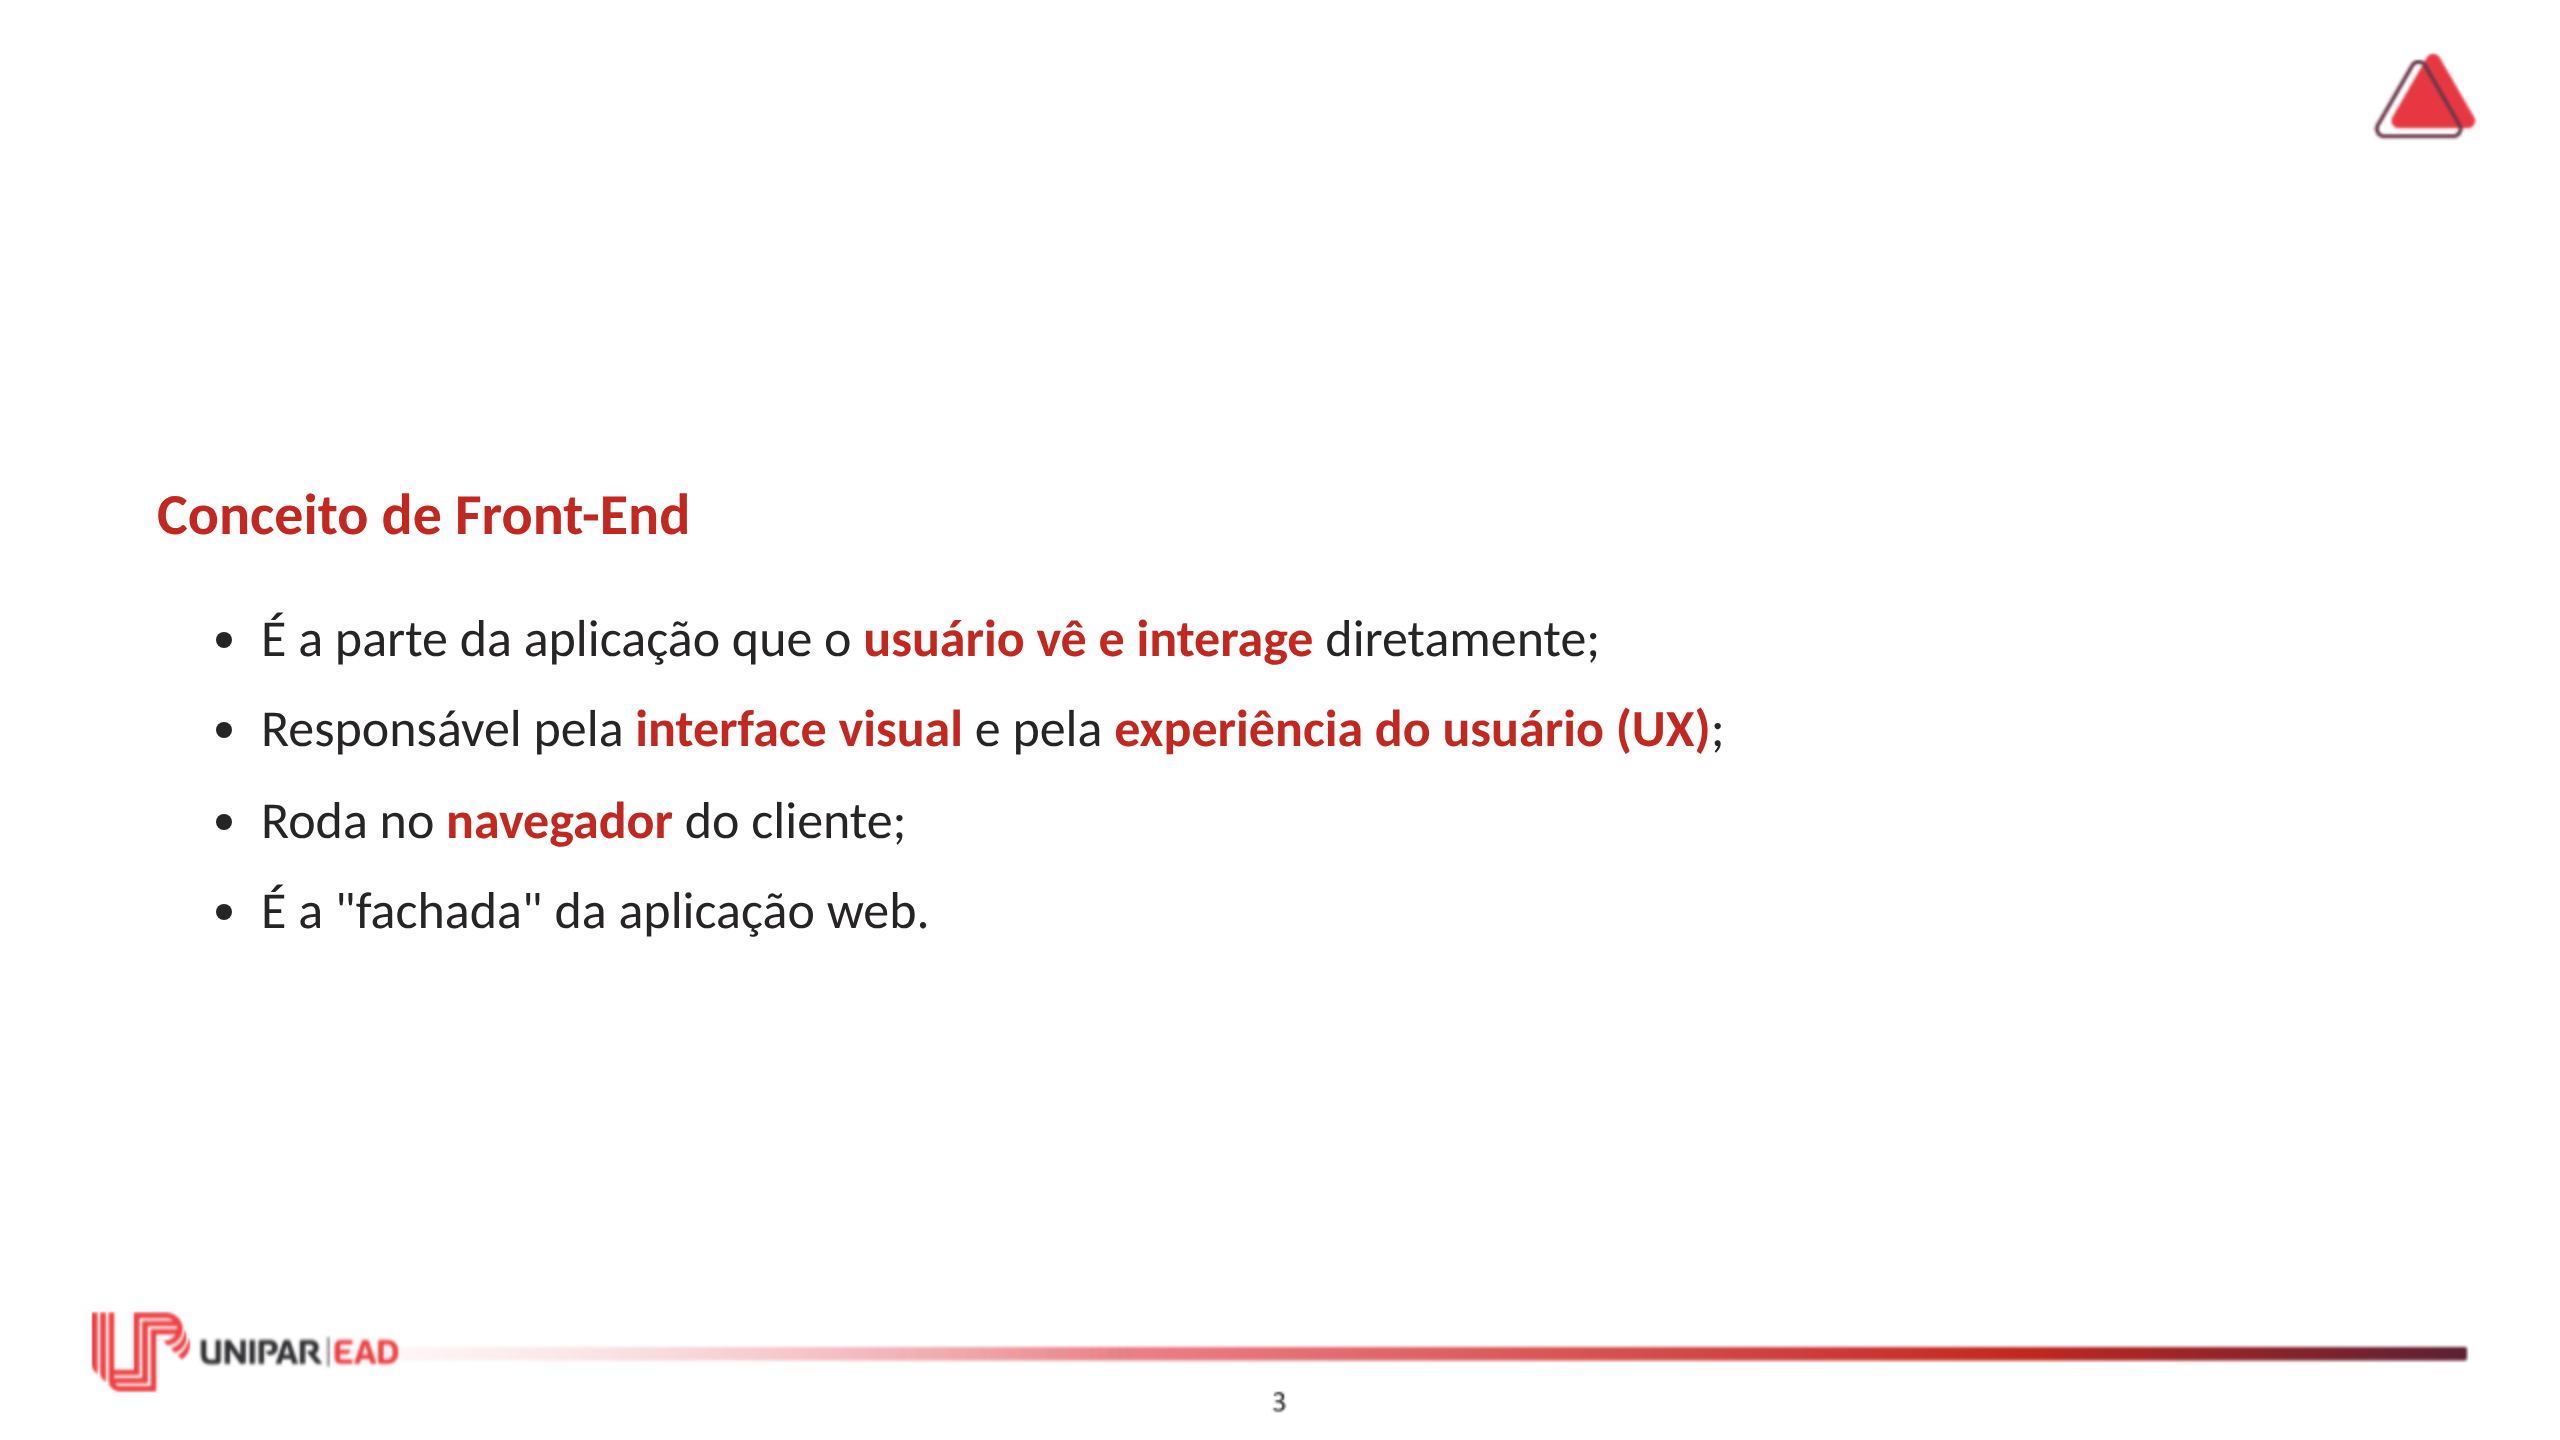 Conceito de Front-End
• É a parte da aplicação que o usuário vê e interage diretamente;
• Responsável pela interface visual e pela experiência do usuário (UX);
• Roda no navegador do cliente;
• É a "fachada" da aplicação web.
UNIPAR|EAD
3